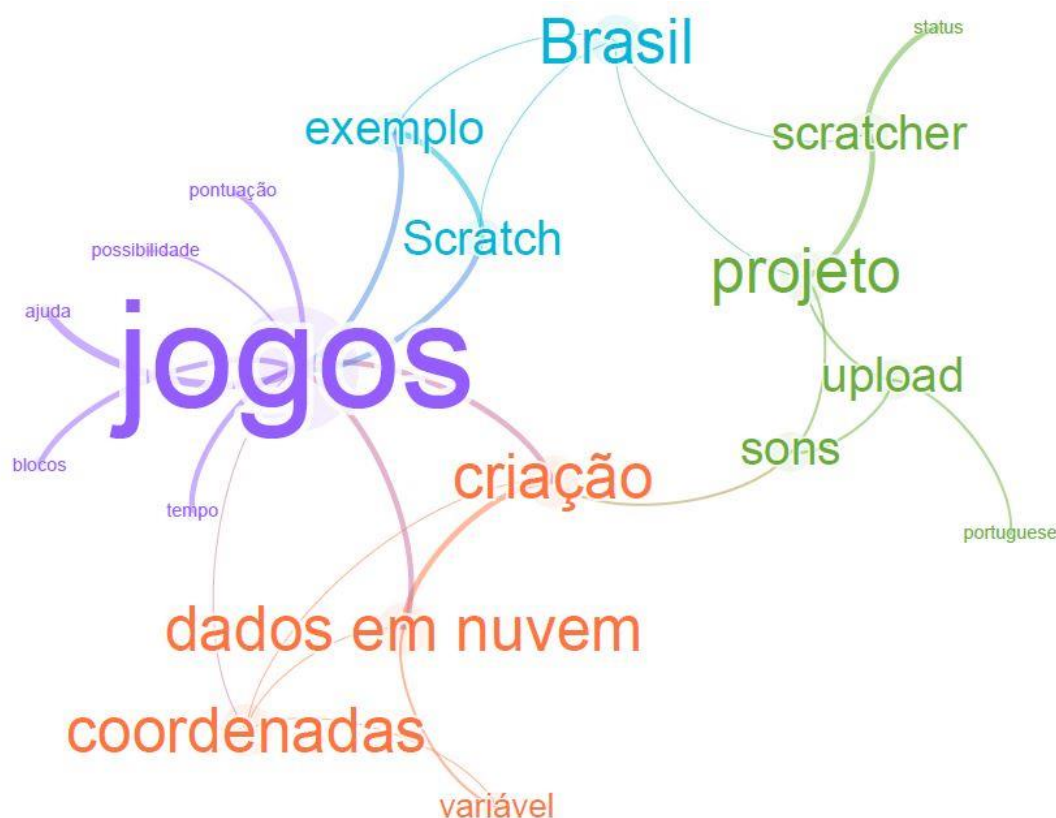 Brasil
status
exemplo
scratcher
pontuação
Scratch
possibilidade
projeto
ajuda
jogos
upload
sons
blocos
criação
tempo
portuguese
dados em nuvem
coordenadas
variável